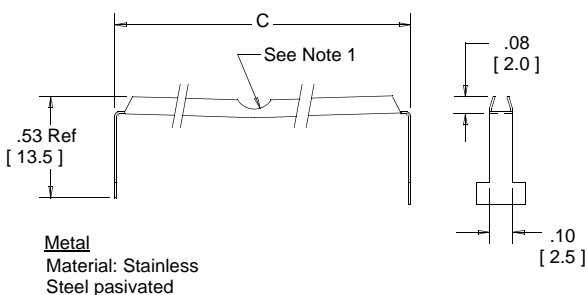 C
See Note 1
.08
[ 2.0 ]
.53 Ref
[ 13.5 ]
.10
[ 2.5 ]
Metal
Material: Stainless
Steel pasivated